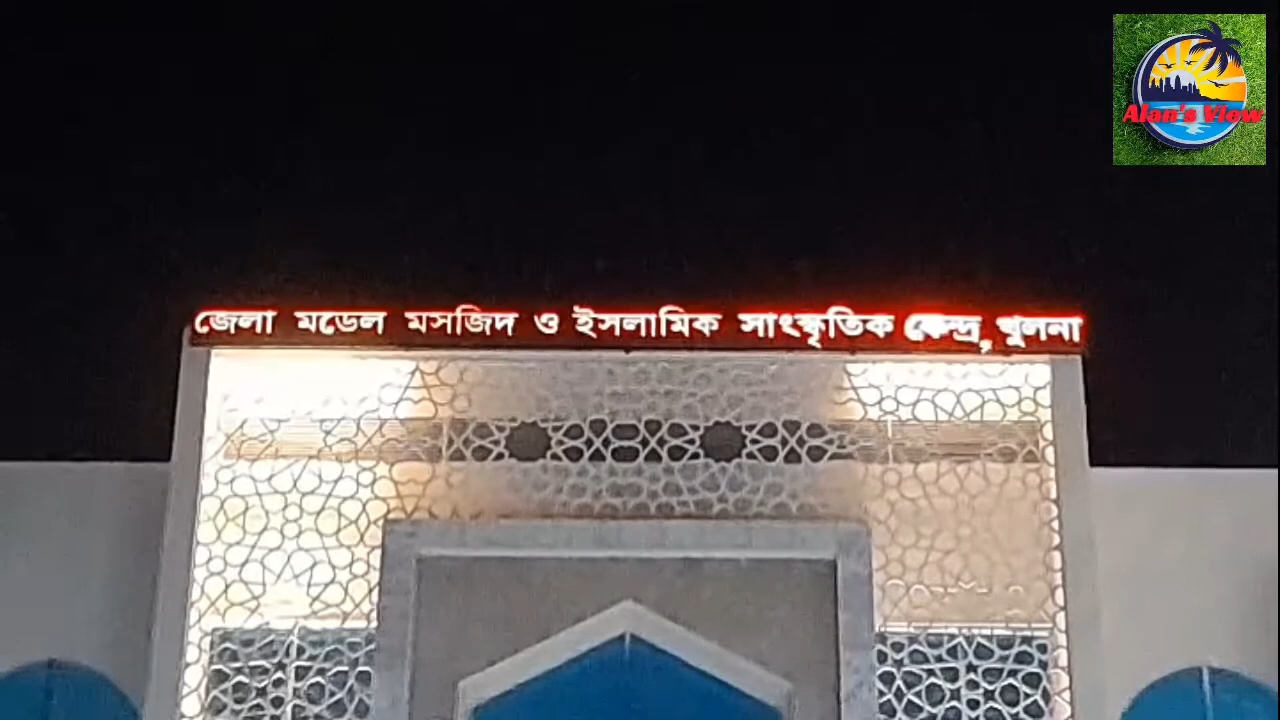 Alan's View
জেলা মডেল মসজিদ ও ইসলামিক সাংস্কৃতিক কেন্দ্র, খুলনা